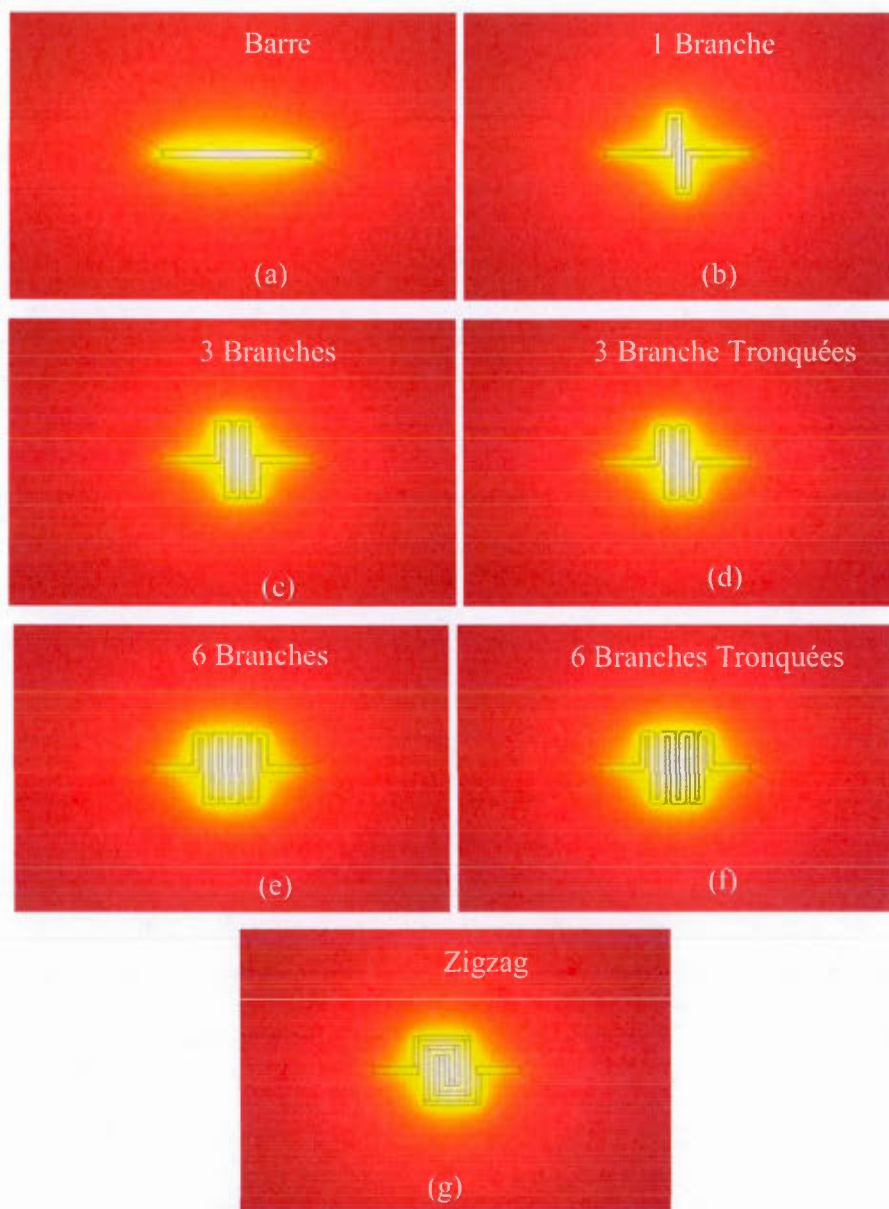 Barre
(a)
1 Branche
(b)
3 Branches
(c)
3 Branche Tronquées
(d)
6 Branches
(e)
6 Branches Tronquées
(f)
Zigzag
(g)